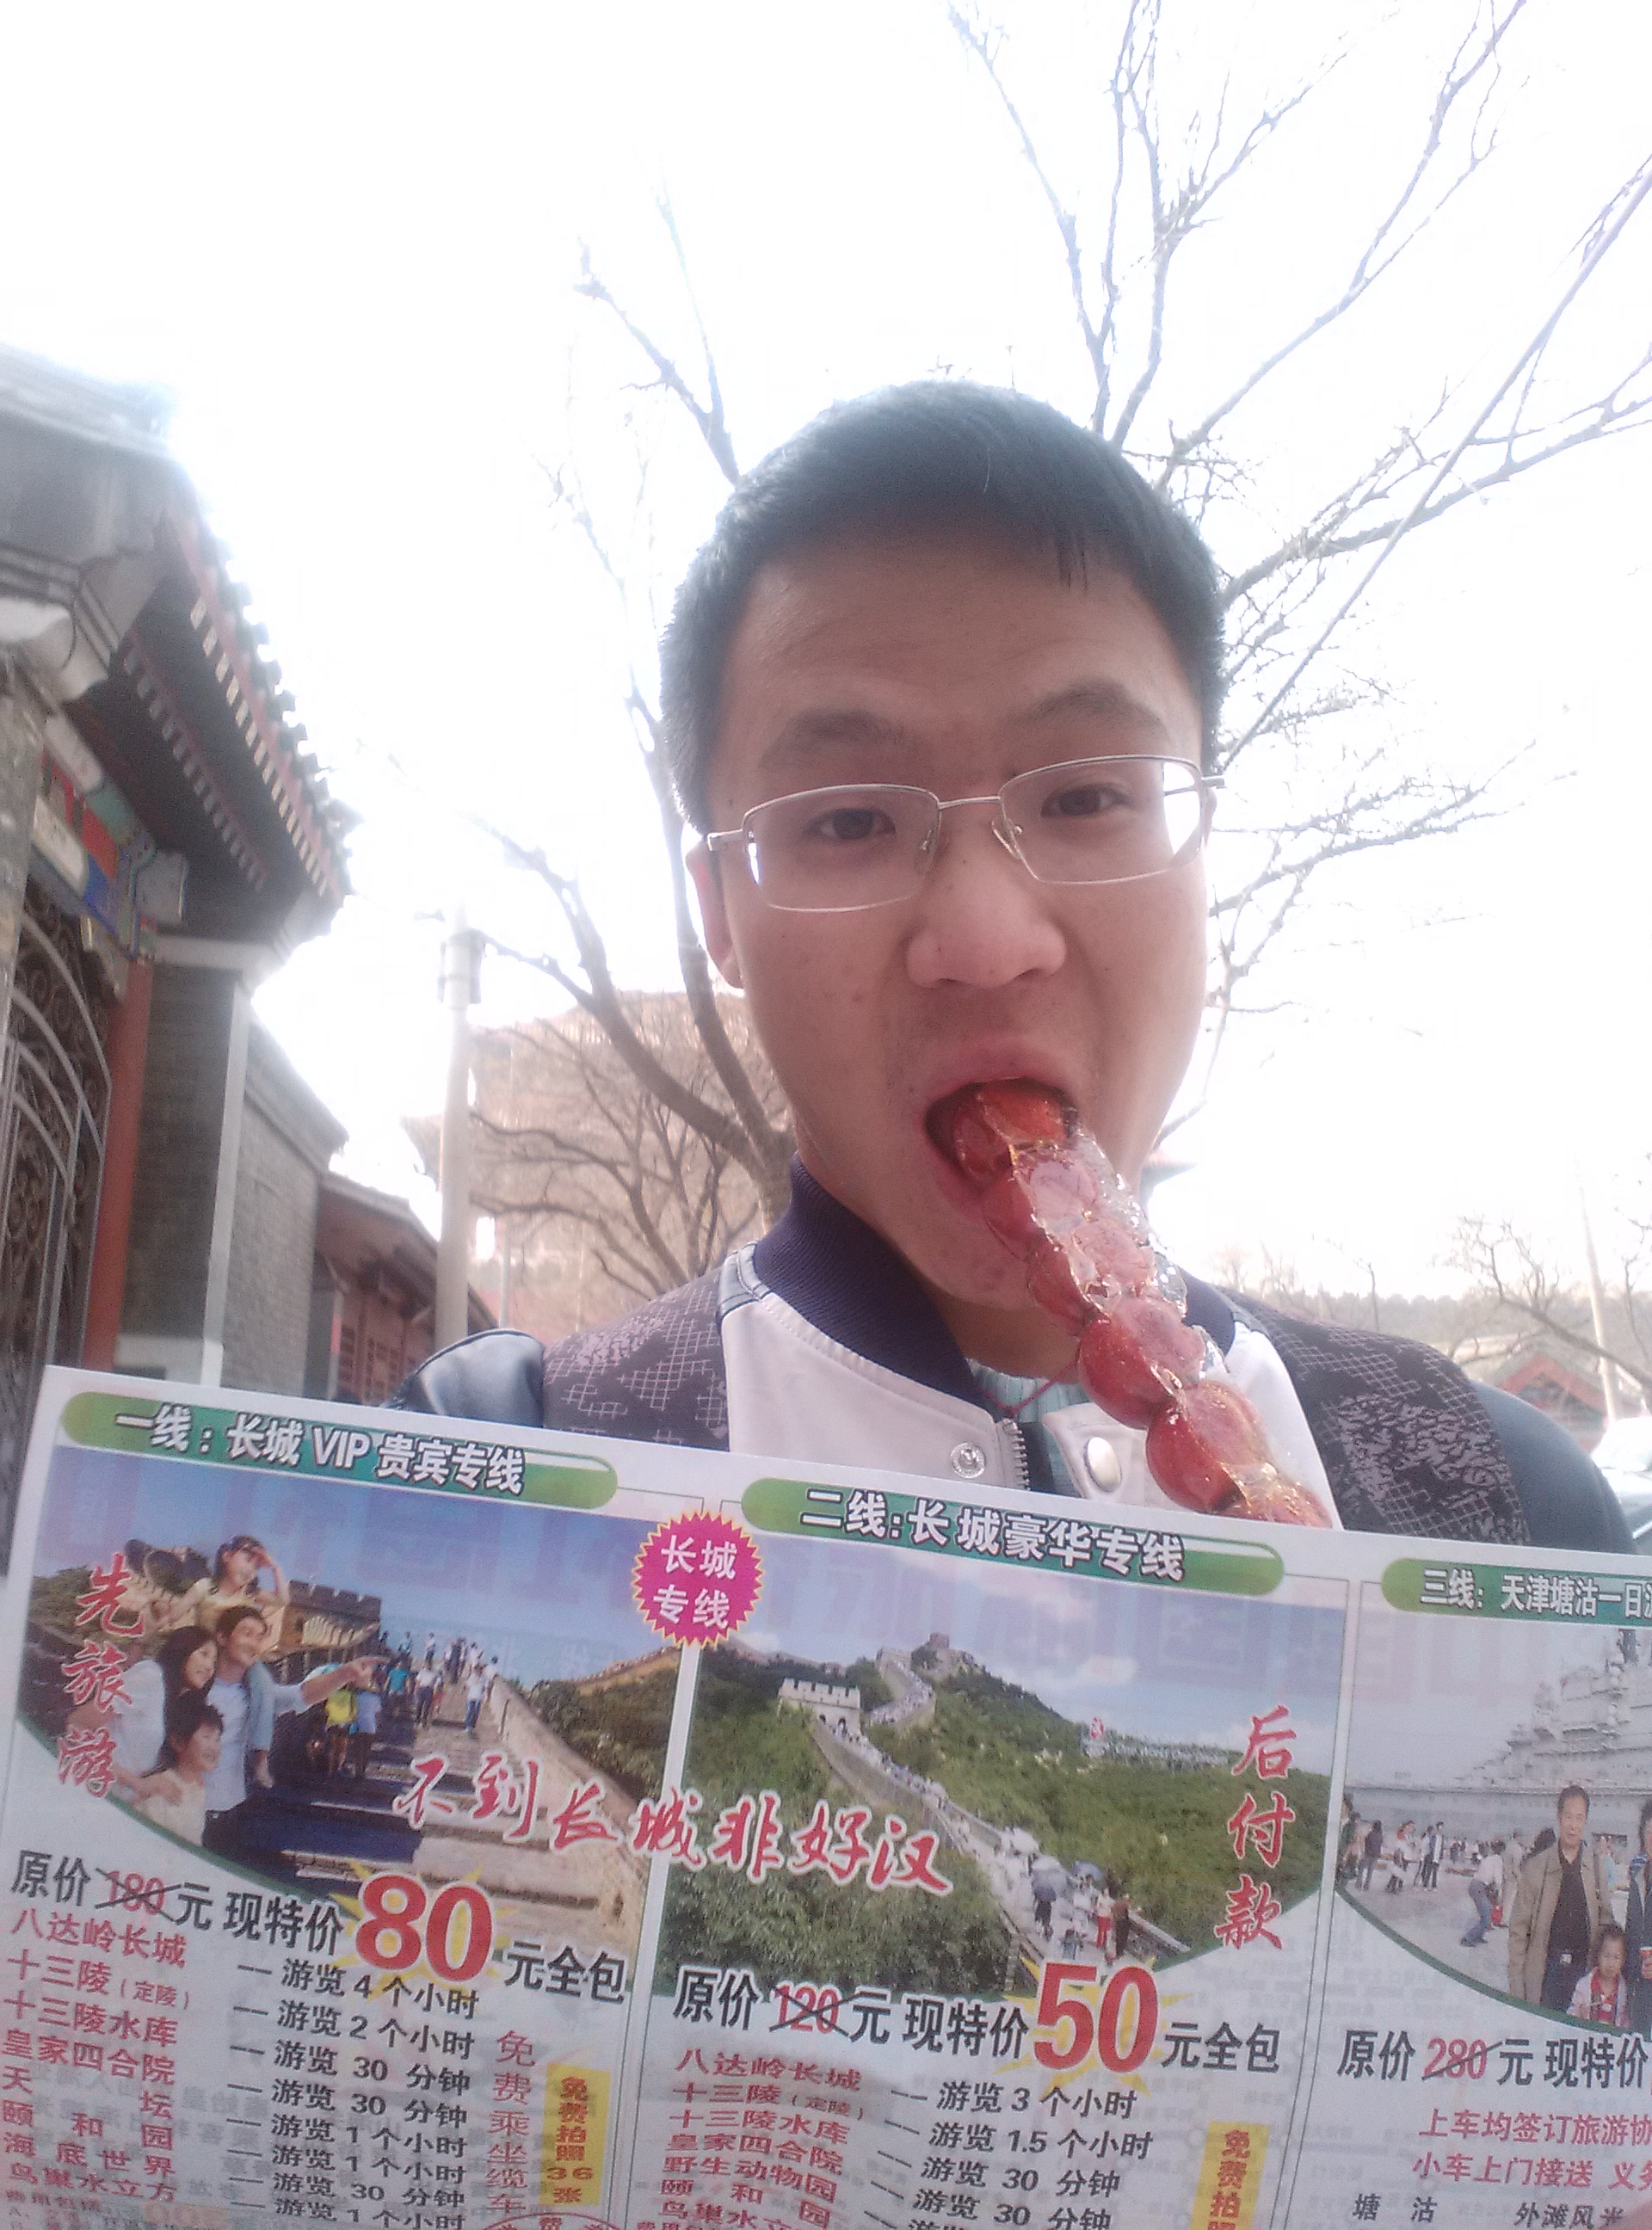 一线：长城VIP贵宾专线
先旅游
长城
专线
二线：长城豪华专线
后付款
三线：天津塘沽一日
不到长城非好汉
原价180元 现特价80元全包
八达岭长城 — 游览 4 个小时
十三陵（定陵） — 游览 2 个小时
十三陵水库 — 游览 30 分钟
皇家四合院 — 游览 30 分钟
天坛 — 游览 1 个小时
颐和园 — 游览 1 个小时
海底世界 — 游览 30 分钟
鸟巢水立方 — 游览 1 个小时
免费乘坐缆车
免费拍照36张
原价120元 现特价50元全包
八达岭长城 — 游览 3 个小时
十三陵（定陵） — 游览 1.5 个小时
十三陵水库 — 游览 30 分钟
皇家四合院 — 游览 30 分钟
野生动物园
颐和园
鸟巢水立
免费拍照
原价280元 现特价
上车均签订旅游协
小车上门接送 义务
塘沽 外滩风光